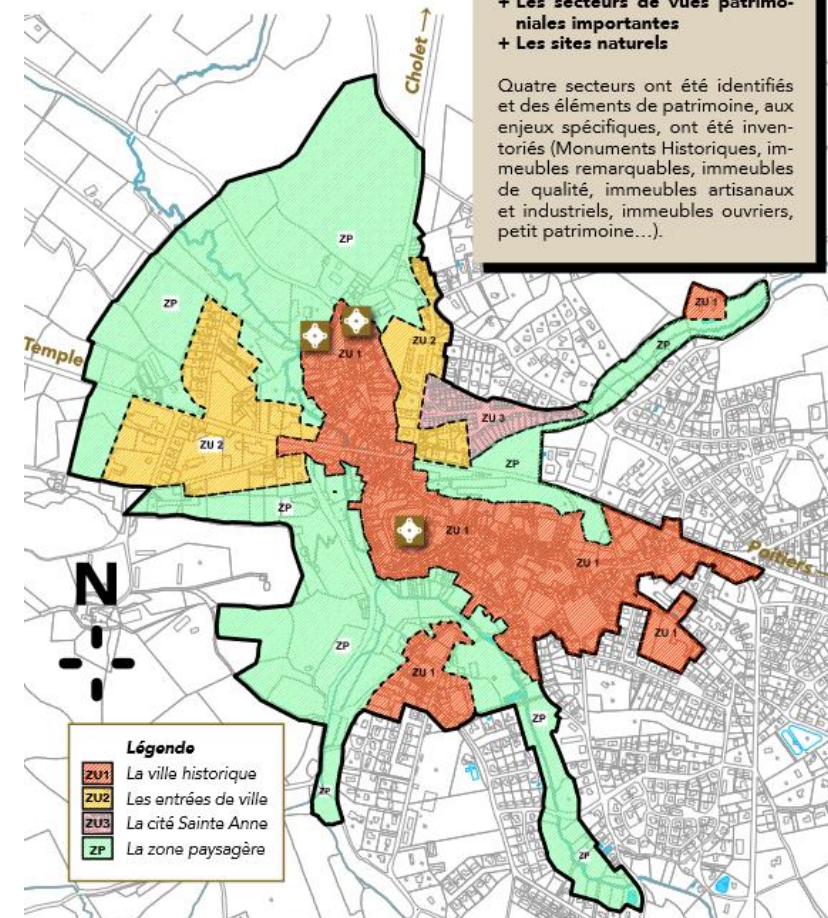 + Les secteurs de vues patrimo-
niales importantes
+ Les sites naturels
Quatre secteurs ont été identifiés
et des éléments de patrimoine, aux
enjeux spécifiques, ont été inven-
toriés (Monuments Historiques, im-
meubles remarquables, immeubles
de qualité, immeubles artisanaux
et industriels, immeubles ouvriers,
petit patrimoine…).
Cholet
ZP
ZP
ZU 1
ZP
Temple
ZU 1
ZU 2
ZU 3
ZU 2
ZP
ZP
ZU 1
Poitiers
ZU 1
N
ZU 1
ZP
ZU 1
ZP
ZP
ZP
Légende
ZU1 La ville historique
ZU2 Les entrées de ville
ZU3 La cité Sainte Anne
ZP La zone paysagère